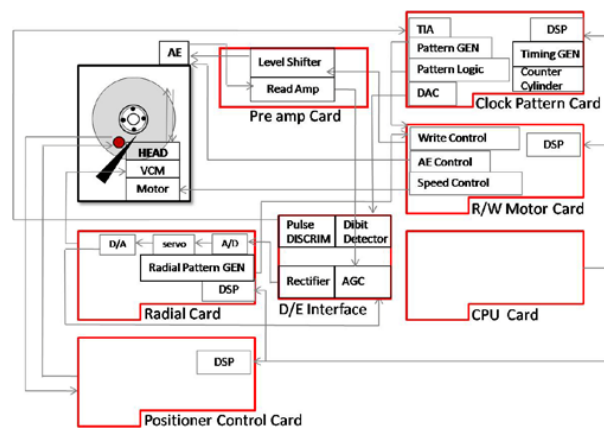 AE
Level Shifter
Read Amp
Pre amp Card
TIA
Pattern GEN
Pattern Logic
DAC
DSP
Timing GEN
Counter
Cylinder
Clock Pattern Card
HEAD
VCM
Motor
Write Control
AE Control
Speed Control
DSP
R/W Motor Card
D/A
servo
A/D
Radial Pattern GEN
DSP
Radial Card
Pulse
DISCRIM
Dibit
Detector
Rectifier
AGC
D/E Interface
CPU Card
DSP
Positioner Control Card